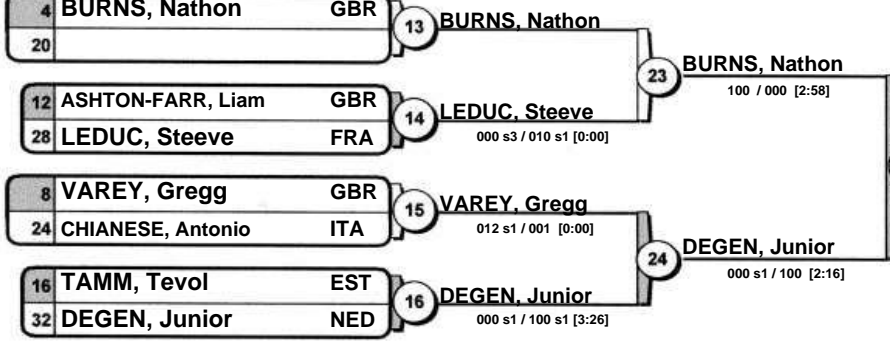 4 BURNS, Nathon GBR
20
13 BURNS, Nathon
12 ASHTON-FARR, Liam GBR
28 LEDUC, Steeve FRA
14 LEDUC, Steeve
000 s3 / 010 s1 [0:00]
23 BURNS, Nathon
100 / 000 [2:58]
8 VAREY, Gregg GBR
24 CHIANESE, Antonio ITA
15 VAREY, Gregg
012 s1 / 001 [0:00]
16 TAMM, Tevol EST
32 DEGEN, Junior NED
16 DEGEN, Junior
000 s1 / 100 s1 [3:26]
24 DEGEN, Junior
000 s1 / 100 [2:16]